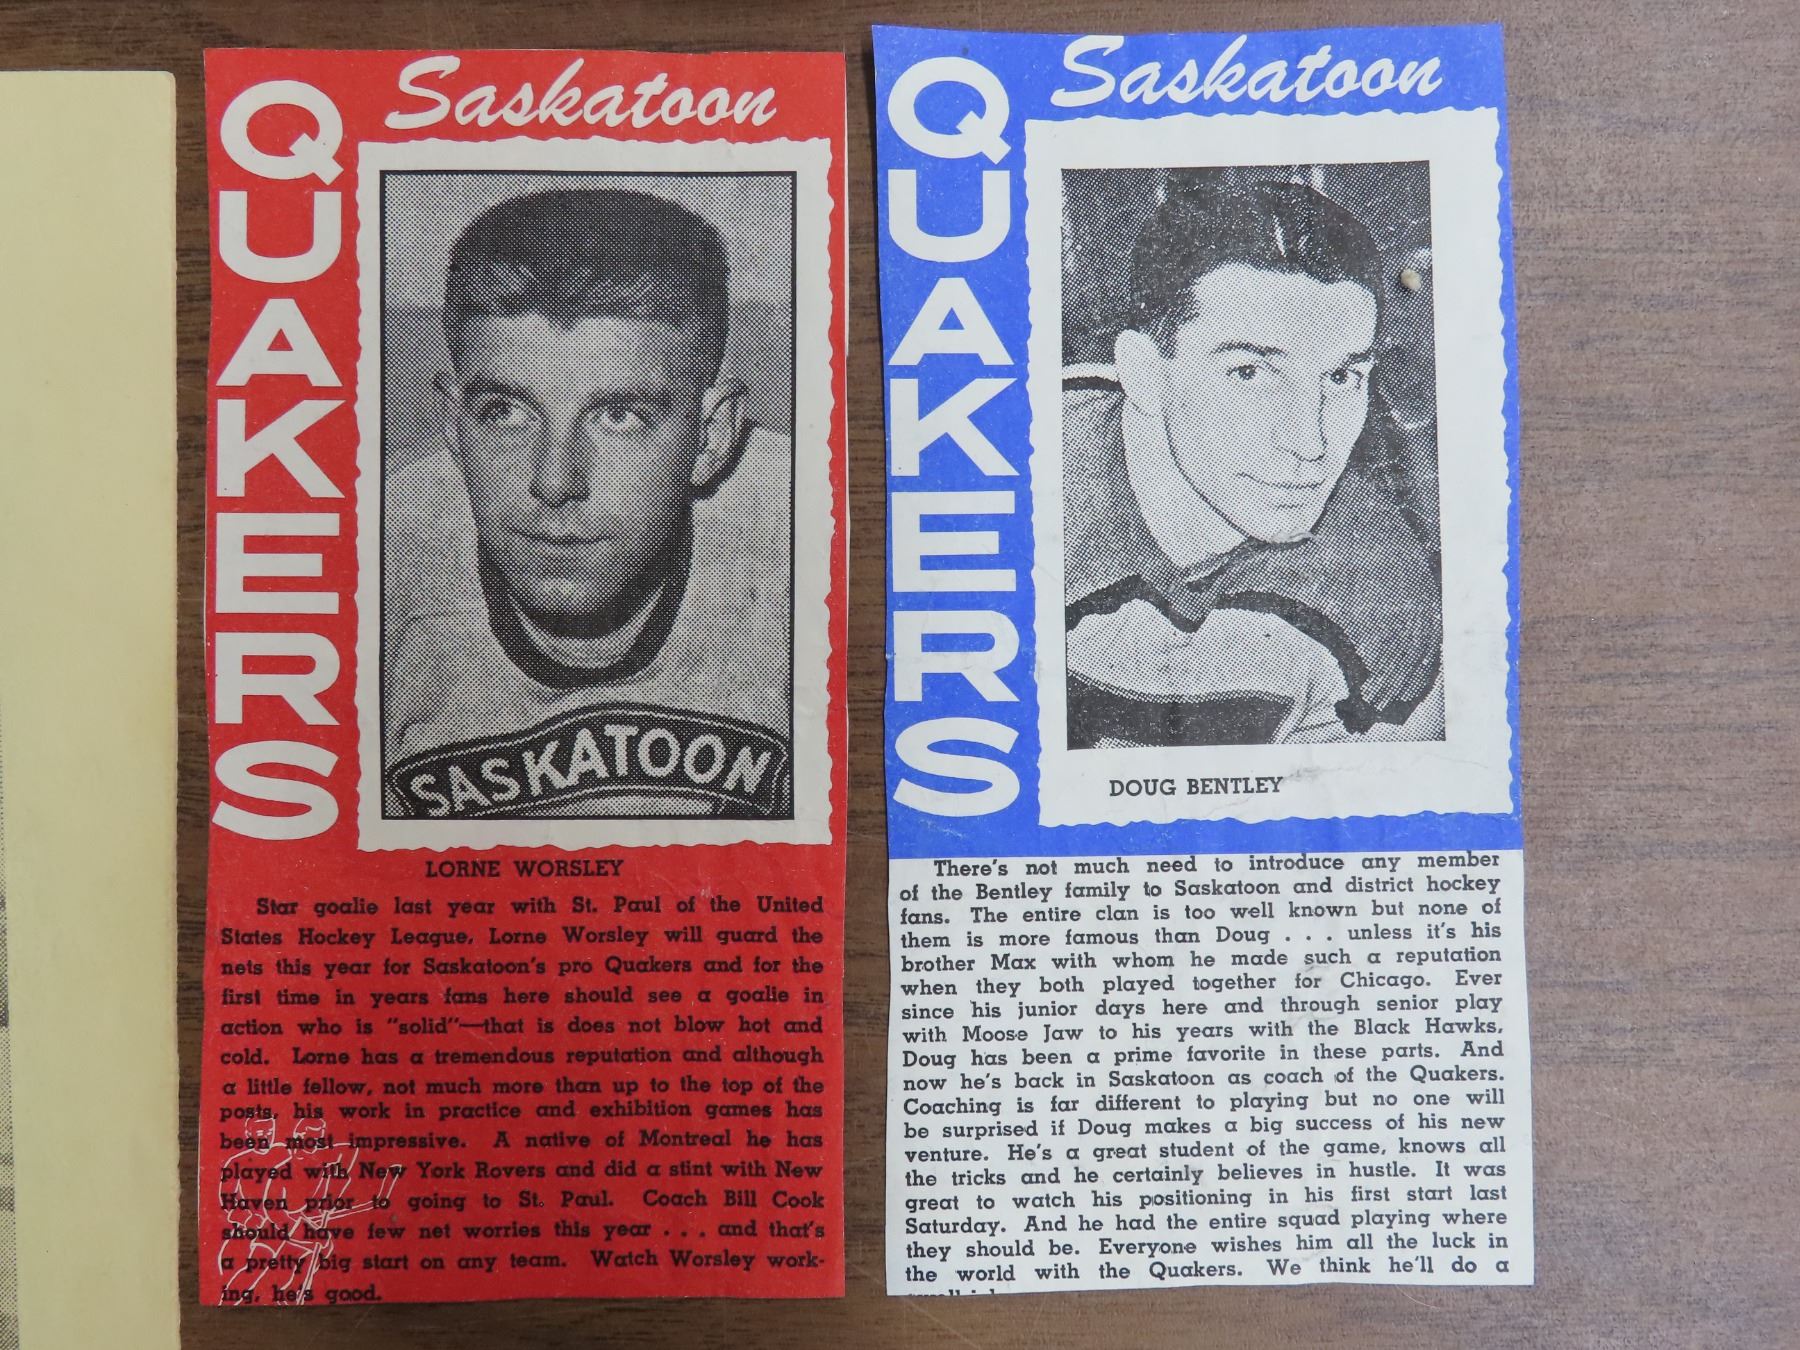 Saskatoon
QUAKERS
SASKATOON
LORNE WORSLEY
Star goalie last year with St. Paul of the United
States Hockey League, Lorne Worsley will guard the
nets this year for Saskatoon's pro Quakers and for the
first time in years fans here should see a goalie in
action who is "solid"—that is does not blow hot and
cold. Lorne has a tremendous reputation and although
a little fellow, not much more than up to the top of the
posts, his work in practice and exhibition games has
been most impressive. A native of Montreal he has
played with New York Rovers and did a stint with New
Haven prior to going to St. Paul. Coach Bill Cook
should have few net worries this year . . . and that's
a pretty big start on any team. Watch Worsley work-
ing, he's good.
Saskatoon
QUAKERS
DOUG BENTLEY
There's not much need to introduce any member
of the Bentley family to Saskatoon and district hockey
fans. The entire clan is too well known but none of
them is more famous than Doug . . . unless it's his
brother Max with whom he made such a reputation
when they both played together for Chicago. Ever
since his junior days here and through senior play
with Moose Jaw to his years with the Black Hawks,
Doug has been a prime favorite in these parts. And
now he's back in Saskatoon as coach of the Quakers.
Coaching is far different to playing but no one will
be surprised if Doug makes a big success of his new
venture. He's a great student of the game, knows all
the tricks and he certainly believes in hustle. It was
great to watch his positioning in his first start last
Saturday. And he had the entire squad playing where
they should be. Everyone wishes him all the luck in
the world with the Quakers. We think he'll do a